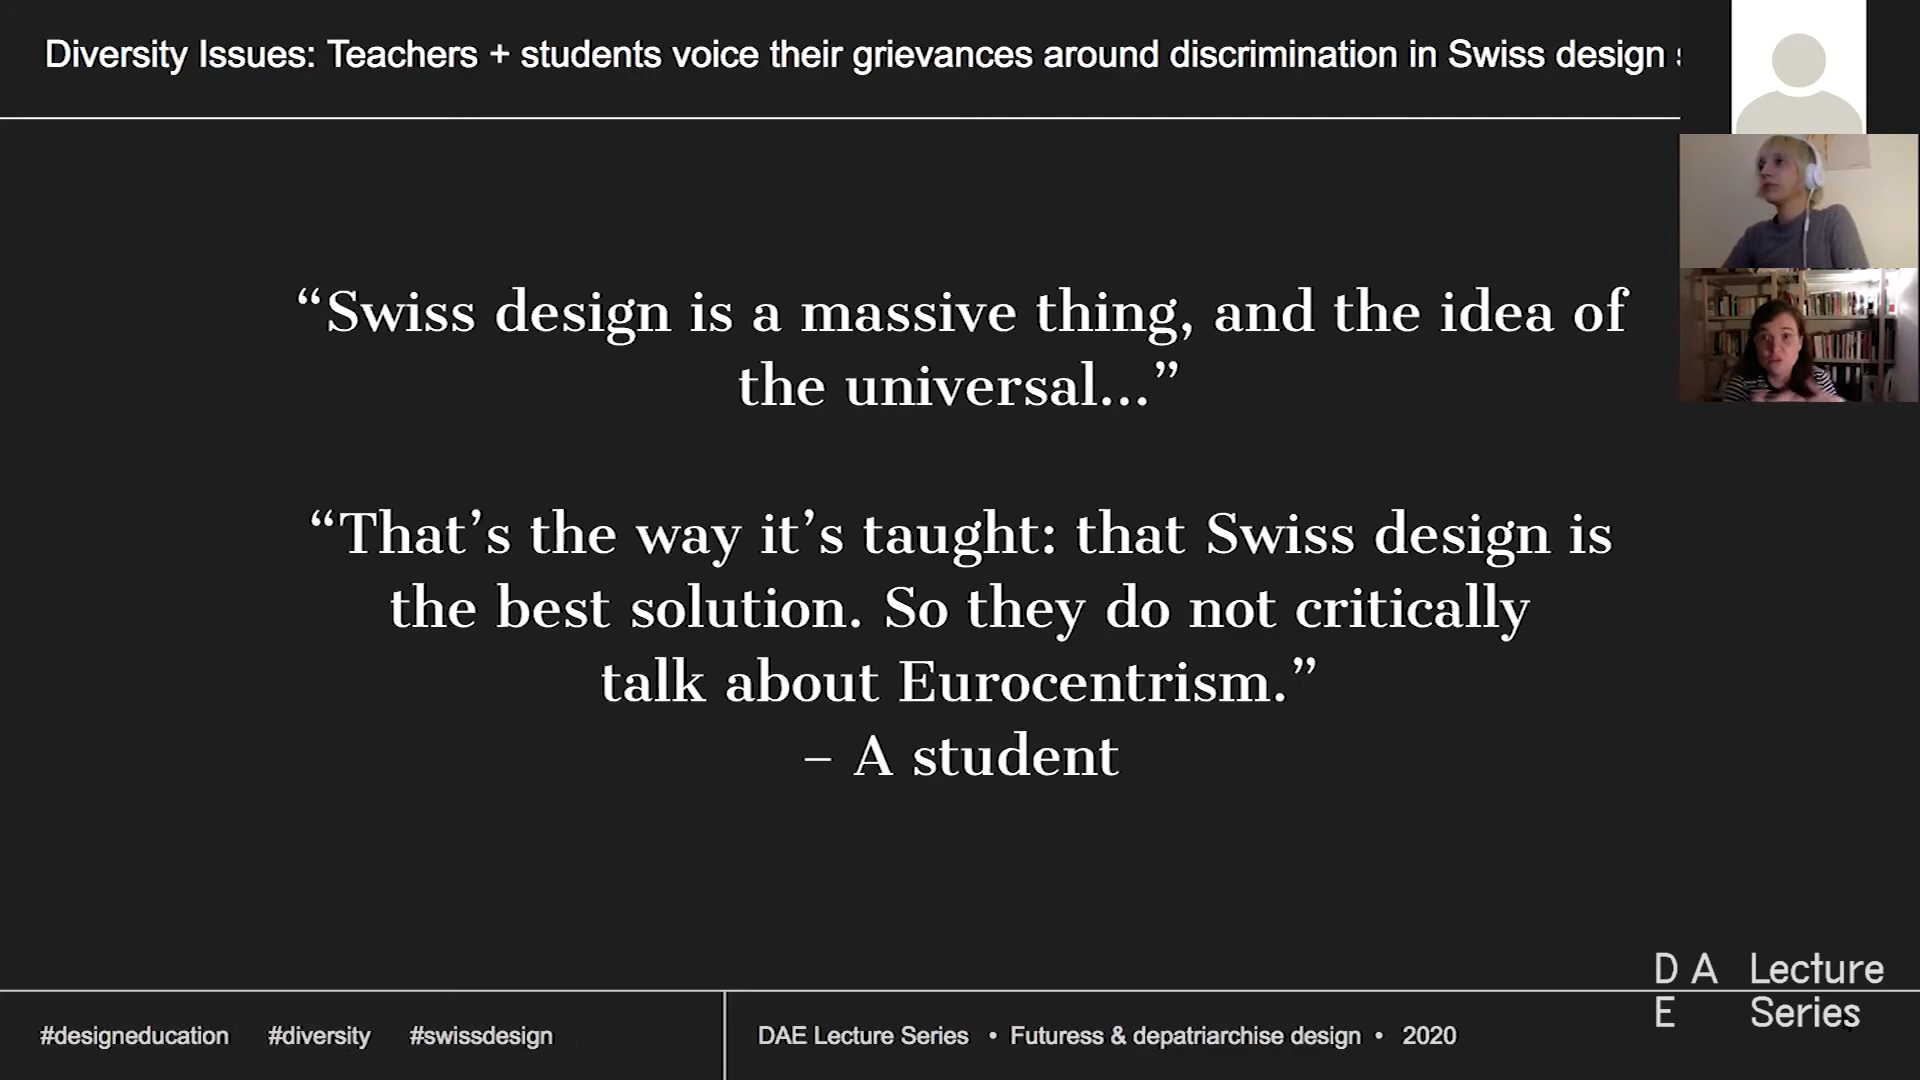 Diversity Issues: Teachers + students voice their grievances around discrimination in Swiss design
“Swiss design is a massive thing, and the idea of
the universal...”
“That’s the way it’s taught: that Swiss design is
the best solution. So they do not critically
talk about Eurocentrism.”
– A student
DAE Lecture
Series
#designeducation #diversity #swissdesign
DAE Lecture Series • Futuress & depatriarchise design • 2020